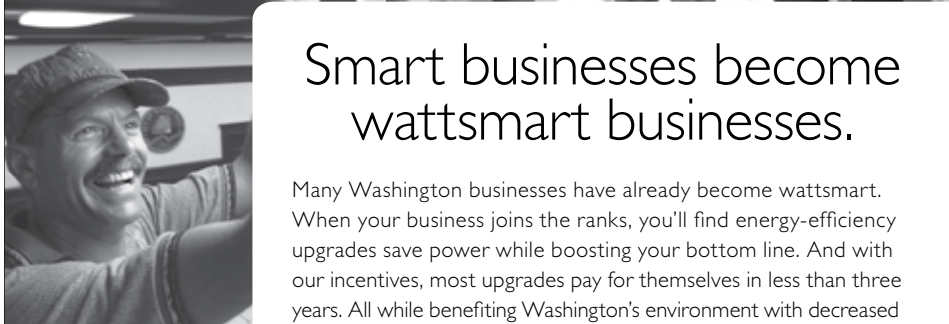 Smart businesses become
wattsmart businesses.
Many Washington businesses have already become wattsmart.
When your business joins the ranks, you’ll find energy-efficiency
upgrades save power while boosting your bottom line. And with
our incentives, most upgrades pay for themselves in less than three
years. All while benefiting Washington’s environment with decreased